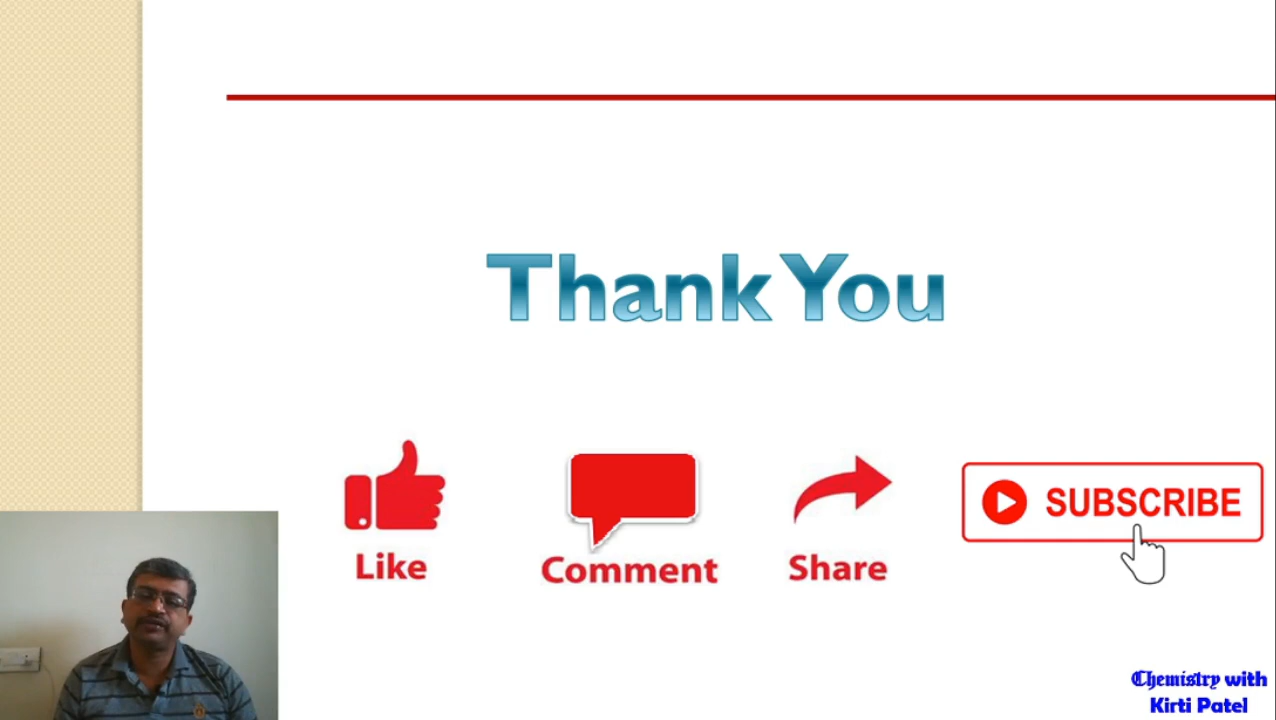 Thank You
Like
Comment
Share
SUBSCRIBE
Chemistry with
Kirti Patel